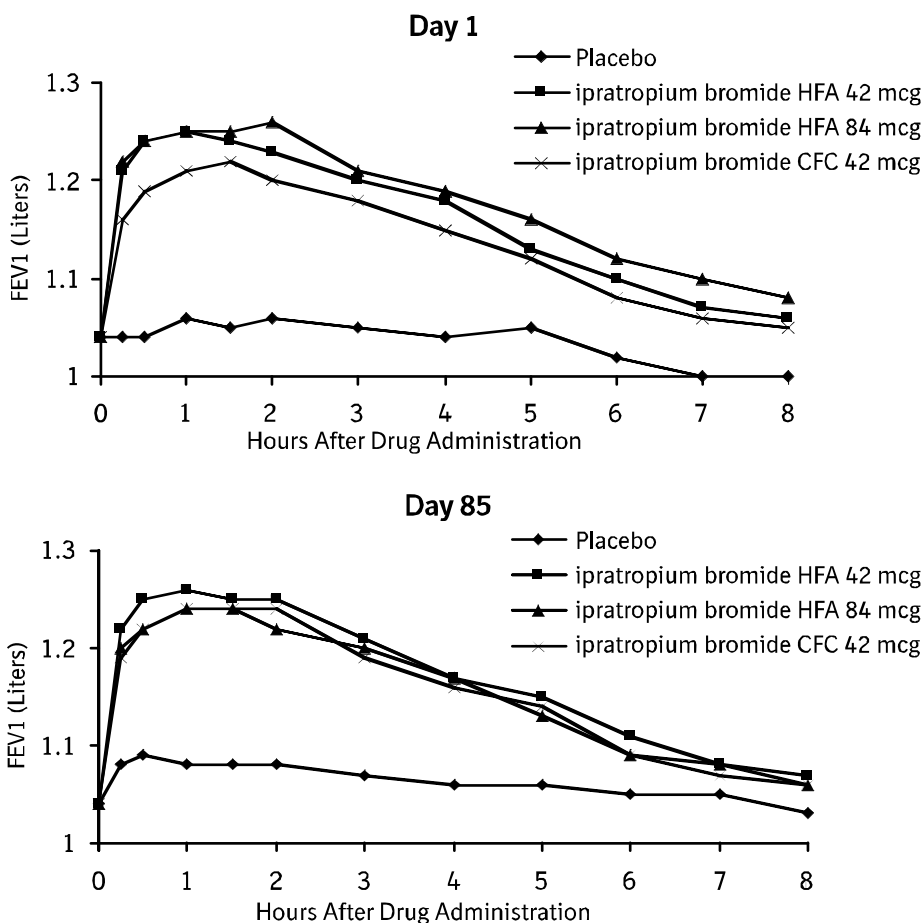 Day 1
Placebo
ipratropium bromide HFA 42 mcg
ipratropium bromide HFA 84 mcg
ipratropium bromide CFC 42 mcg
FEV1 (Liters)
1.3
1.2
1.1
1
0 1 2 3 4 5 6 7 8
Hours After Drug Administration
Day 85
Placebo
ipratropium bromide HFA 42 mcg
ipratropium bromide HFA 84 mcg
ipratropium bromide CFC 42 mcg
FEV1 (Liters)
1.3
1.2
1.1
1
0 1 2 3 4 5 6 7 8
Hours After Drug Administration